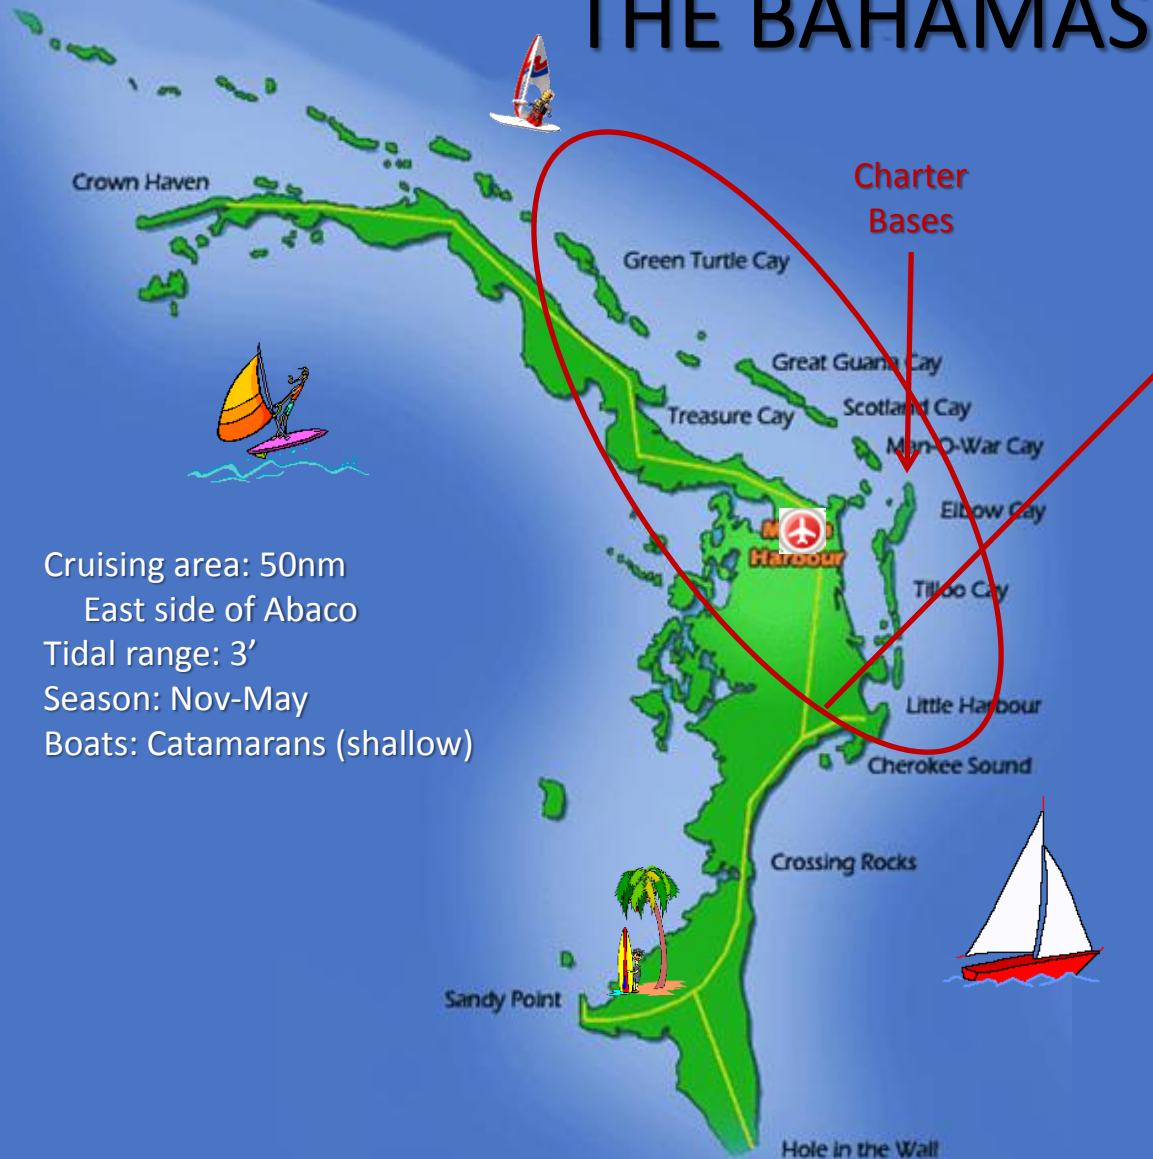 THE BAHAMAS
Charter
Bases
Crown Haven
Green Turtle Cay
Great Guana Cay
Treasure Cay
Scotland Cay
Man-O-War Cay
Elbow Cay
Harbour
Tilloo Cay
Cruising area: 50nm
East side of Abaco
Tidal range: 3’
Season: Nov-May
Boats: Catamarans (shallow)
Little Harbour
Cherokee Sound
Crossing Rocks
Sandy Point
Hole in the Wall